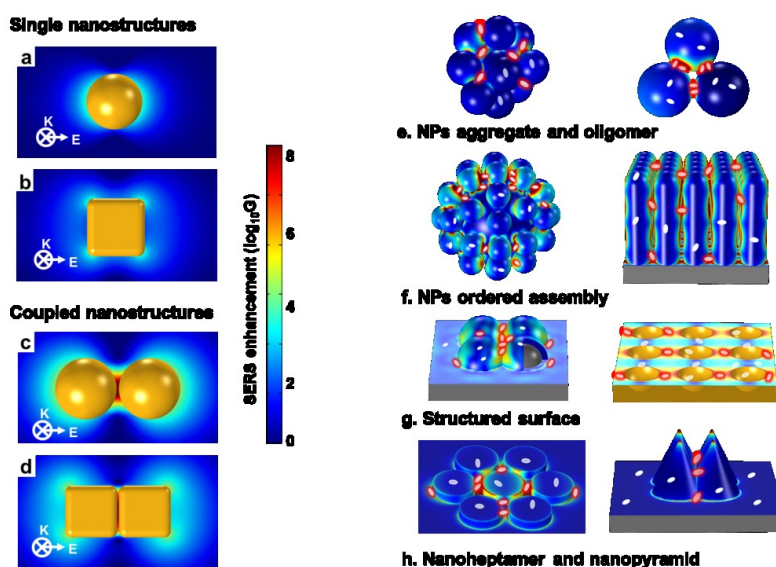 Single nanostructures
a
K
E
b
K
E
Coupled nanostructures
c
K
E
d
K
E
SERS enhancement (log₁₀G)
8
6
4
2
0
e. NPs aggregate and oligomer
f. NPs ordered assembly
g. Structured surface
h. Nanoheptamer and nanopyramid